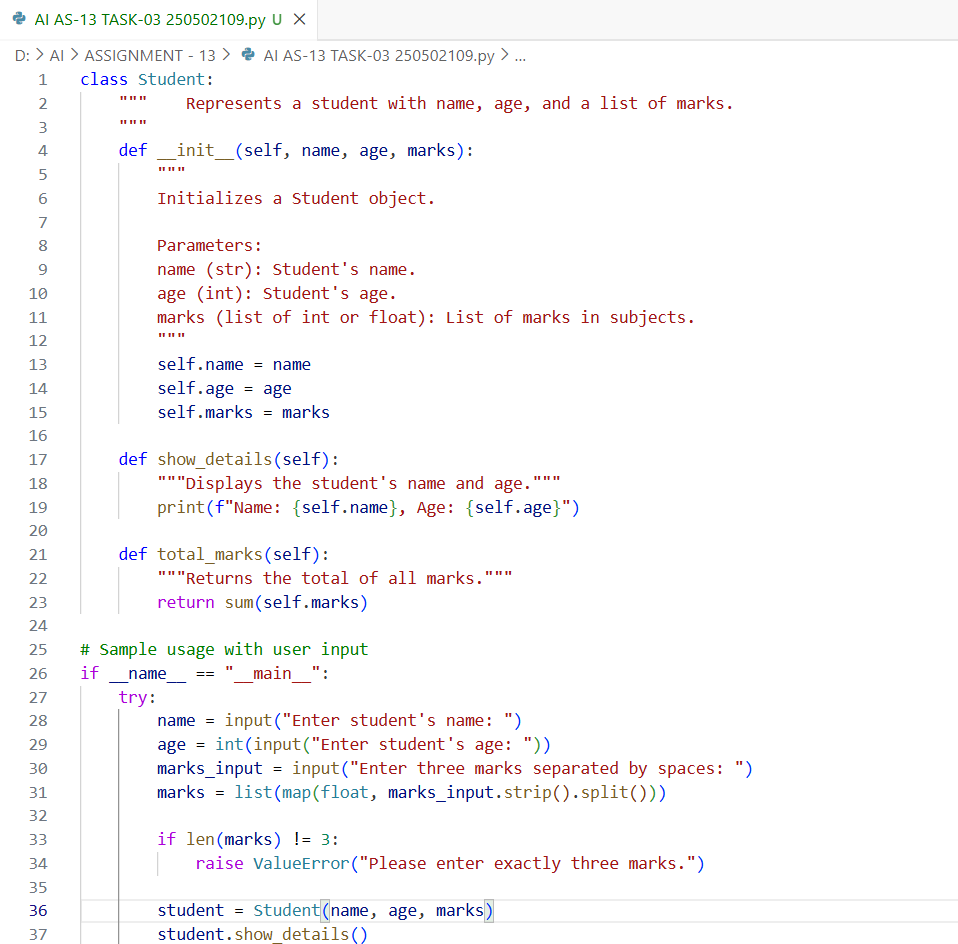 AI AS-13 TASK-03 250502109.py U
D: > AI > ASSIGNMENT - 13 > AI AS-13 TASK-03 250502109.py > ...
1 class Student:
2     """    Represents a student with name, age, and a list of marks.
3     """
4     def __init__(self, name, age, marks):
5         """
6         Initializes a Student object.
7
8         Parameters:
9         name (str): Student's name.
10         age (int): Student's age.
11         marks (list of int or float): List of marks in subjects.
12         """
13         self.name = name
14         self.age = age
15         self.marks = marks
16
17     def show_details(self):
18         """Displays the student's name and age."""
19         print(f"Name: {self.name}, Age: {self.age}")
20
21     def total_marks(self):
22         """Returns the total of all marks."""
23         return sum(self.marks)
24
25 # Sample usage with user input
26 if __name__ == "__main__":
27     try:
28         name = input("Enter student's name: ")
29         age = int(input("Enter student's age: "))
30         marks_input = input("Enter three marks separated by spaces: ")
31         marks = list(map(float, marks_input.strip().split()))
32
33         if len(marks) != 3:
34             raise ValueError("Please enter exactly three marks.")
35
36         student = Student(name, age, marks)
37         student.show_details()